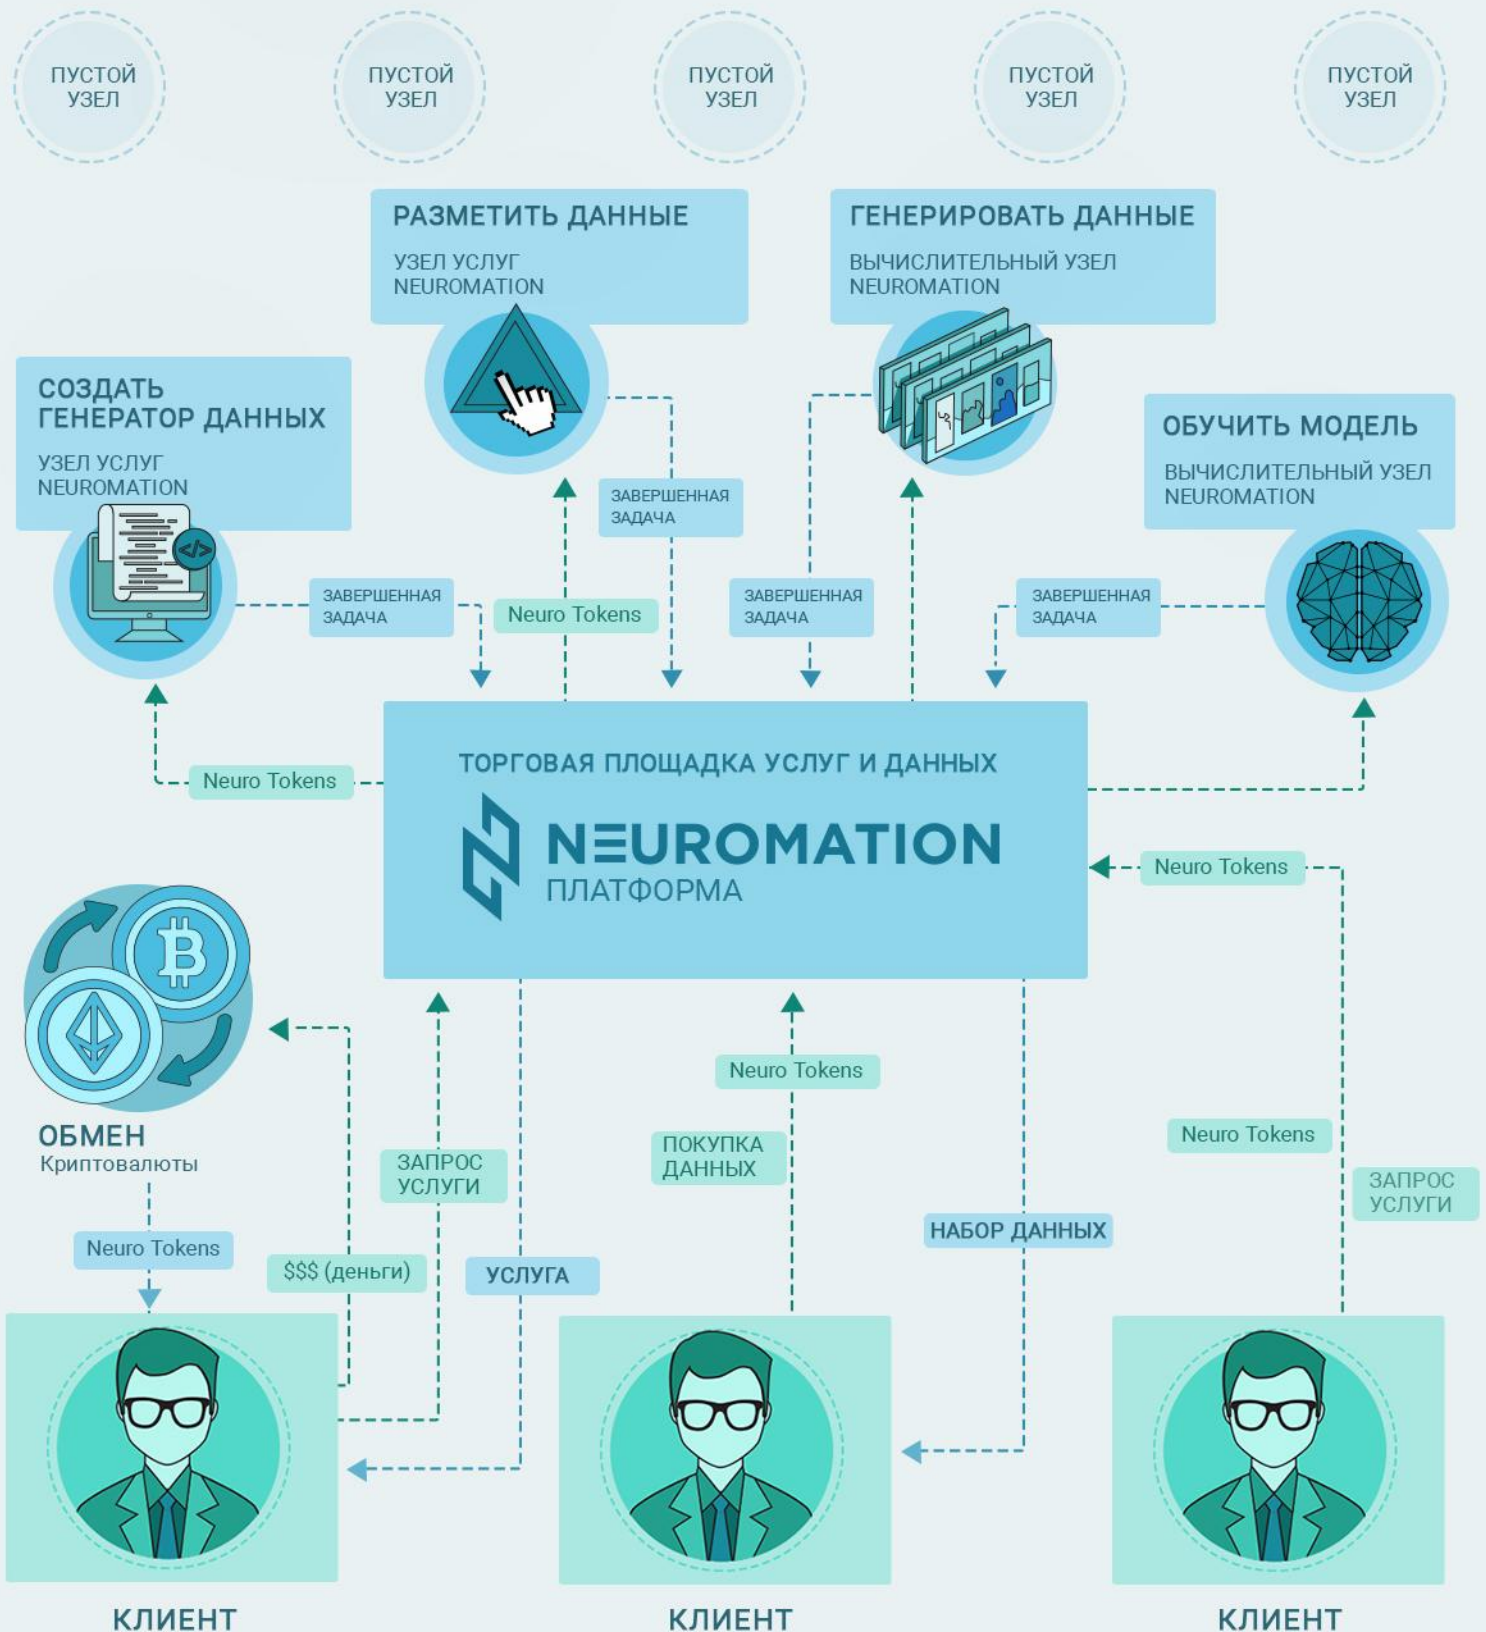 ПУСТОЙ
УЗЕЛ
ПУСТОЙ
УЗЕЛ
ПУСТОЙ
УЗЕЛ
ПУСТОЙ
УЗЕЛ
ПУСТОЙ
УЗЕЛ
РАЗМЕТИТЬ ДАННЫЕ
УЗЕЛ УСЛУГ
NEUROMATION
ГЕНЕРИРОВАТЬ ДАННЫЕ
ВЫЧИСЛИТЕЛЬНЫЙ УЗЕЛ
NEUROMATION
СОЗДАТЬ
ГЕНЕРАТОР ДАННЫХ
УЗЕЛ УСЛУГ
NEUROMATION
</>
ОБУЧИТЬ МОДЕЛЬ
ВЫЧИСЛИТЕЛЬНЫЙ УЗЕЛ
NEUROMATION
ЗАВЕРШЕННАЯ
ЗАДАЧА
ЗАВЕРШЕННАЯ
ЗАДАЧА
Neuro Tokens
ЗАВЕРШЕННАЯ
ЗАДАЧА
ЗАВЕРШЕННАЯ
ЗАДАЧА
Neuro Tokens
ТОРГОВАЯ ПЛОЩАДКА УСЛУГ И ДАННЫХ
NEUROMATION
ПЛАТФОРМА
Neuro Tokens
ОБМЕН
Криптовалюты
Neuro Tokens
$$$ (деньги)
ЗАПРОС
УСЛУГИ
УСЛУГА
Neuro Tokens
ПОКУПКА
ДАННЫХ
НАБОР ДАННЫХ
Neuro Tokens
ЗАПРОС
УСЛУГИ
КЛИЕНТ
КЛИЕНТ
КЛИЕНТ